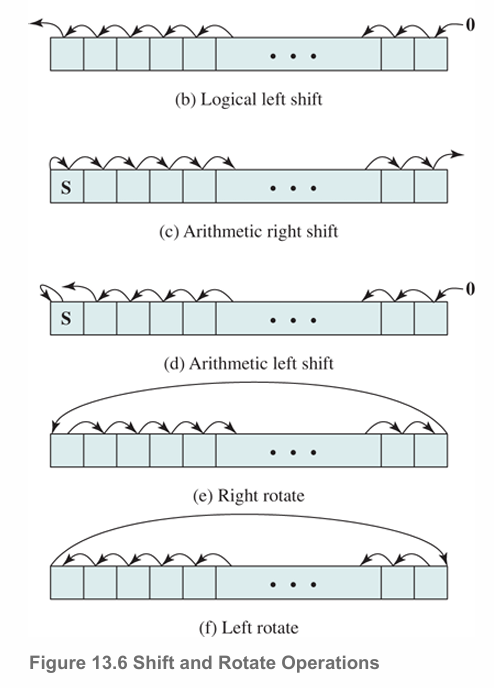 0
• • •
(b) Logical left shift
S
• • •
(c) Arithmetic right shift
0
S
• • •
(d) Arithmetic left shift
• • •
(e) Right rotate
• • •
(f) Left rotate
Figure 13.6 Shift and Rotate Operations